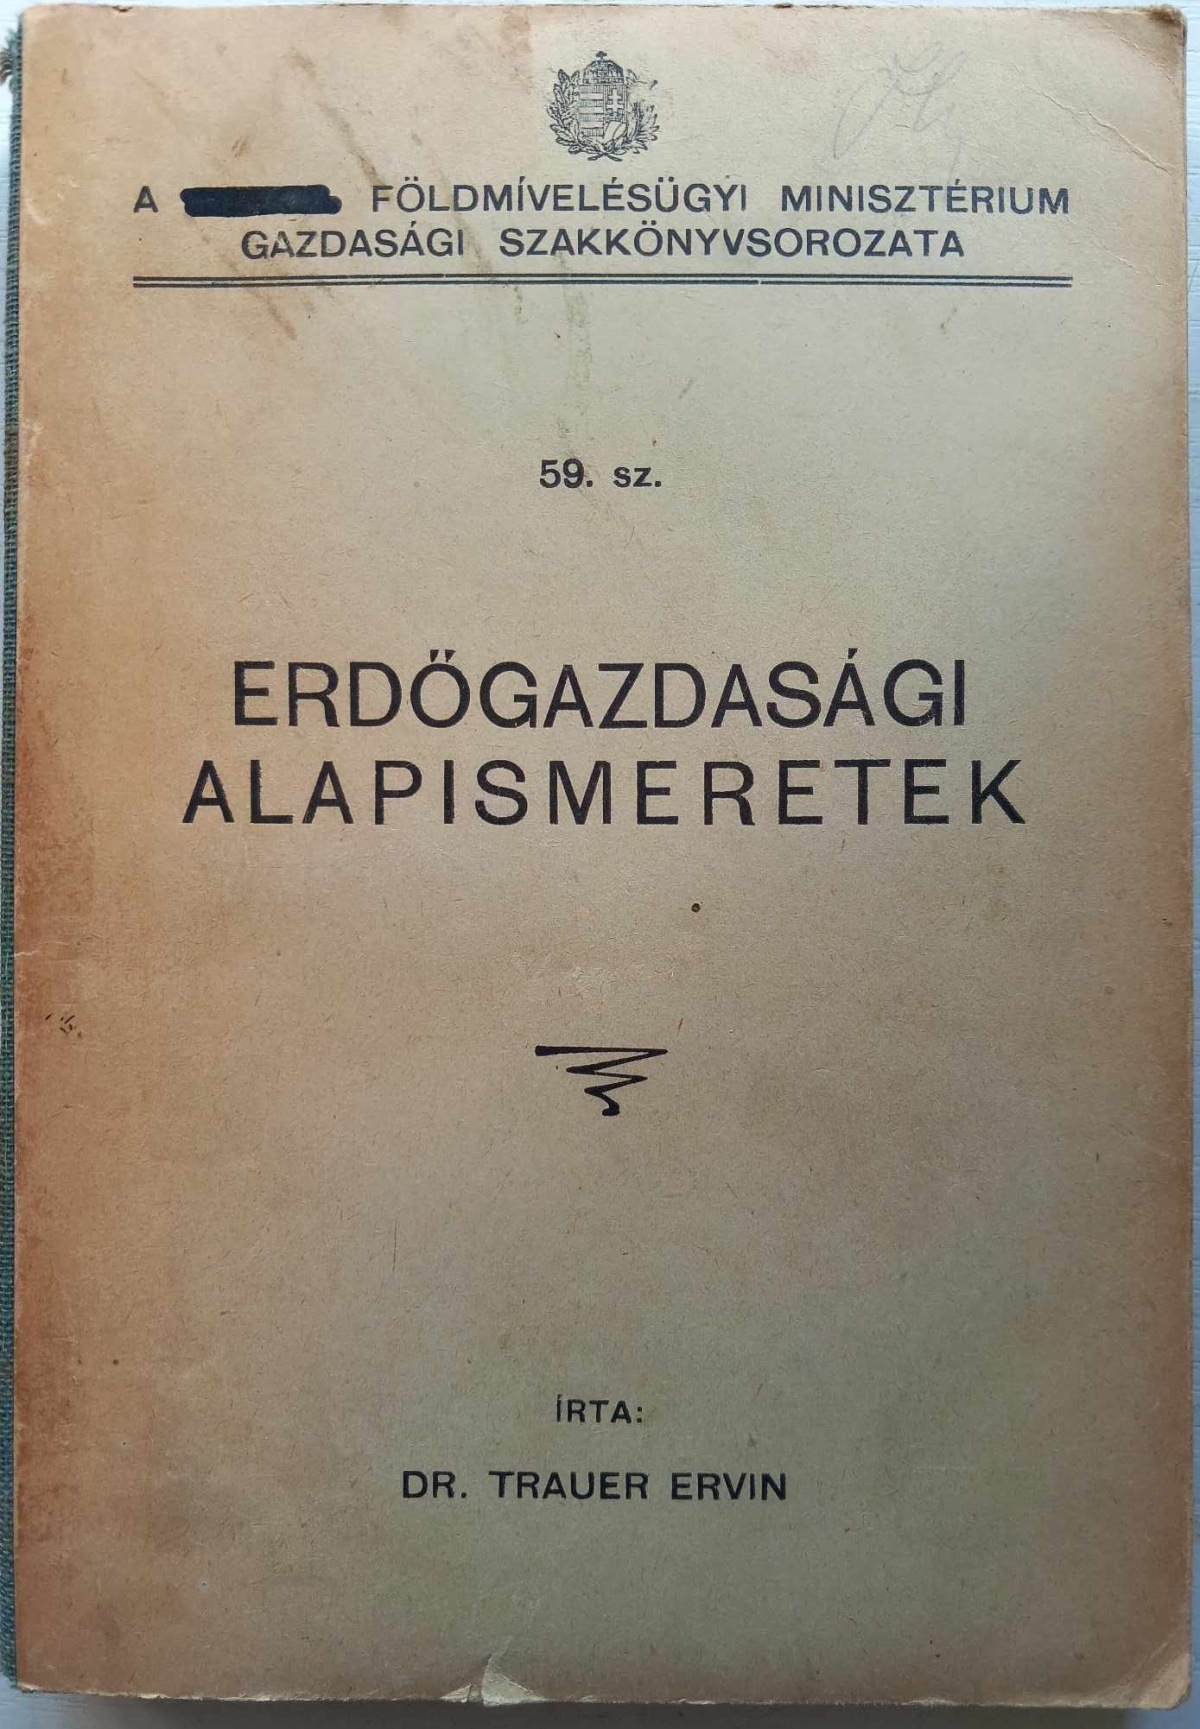 A FÖLDMÍVELÉSÜGYI MINISZTÉRIUM
GAZDASÁGI SZAKKÖNYVSOROZATA
59. sz.
ERDŐGAZDASÁGI
ALAPISMERETEK
ÍRTA:
DR. TRAUER ERVIN